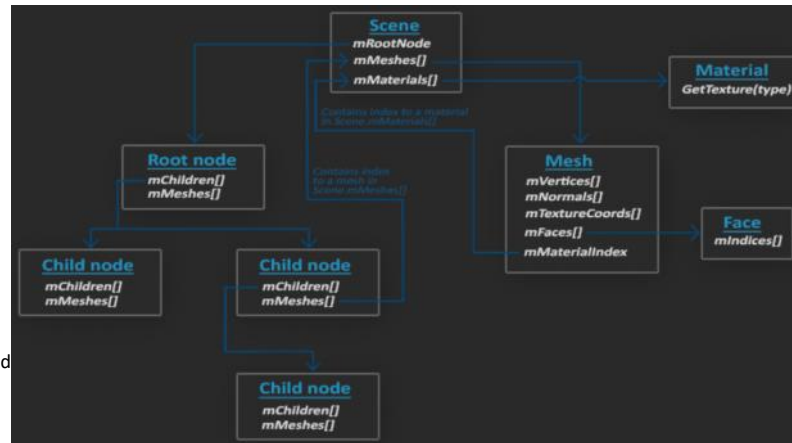 Scene
mRootNode
mMeshes[]
mMaterials[]
Material
GetTexture(type)
Contains index to a material
in Scene.mMaterials[]
Root node
mChildren[]
mMeshes[]
Contains index
to a mesh in
Scene.mMeshes[]
Mesh
mVertices[]
mNormals[]
mTextureCoords[]
mFaces[]
mMaterialIndex
Face
mIndices[]
Child node
mChildren[]
mMeshes[]
Child node
mChildren[]
mMeshes[]
d
Child node
mChildren[]
mMeshes[]